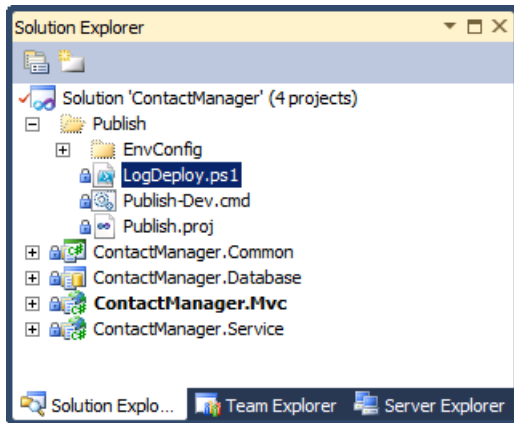 Solution Explorer
Solution 'ContactManager' (4 projects)
Publish
EnvConfig
LogDeploy.ps1
Publish-Dev.cmd
Publish.proj
ContactManager.Common
ContactManager.Database
ContactManager.Mvc
ContactManager.Service
Solution Explo... Team Explorer Server Explorer